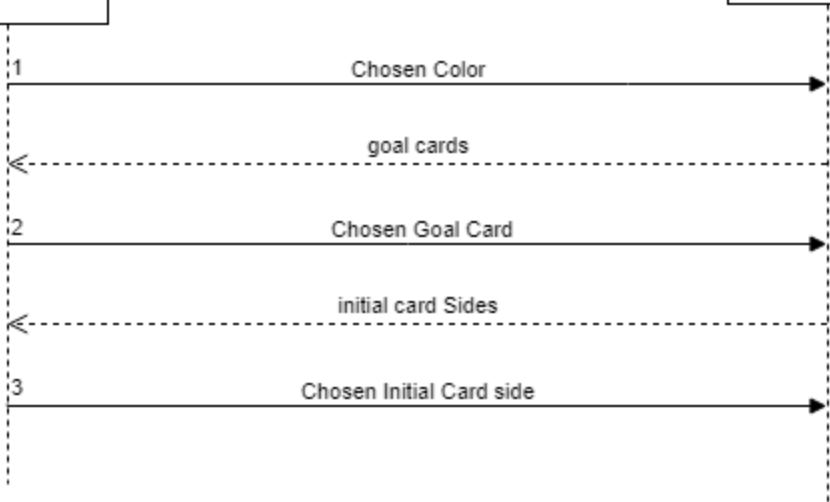 1
Chosen Color
goal cards
2
Chosen Goal Card
initial card Sides
3
Chosen Initial Card side